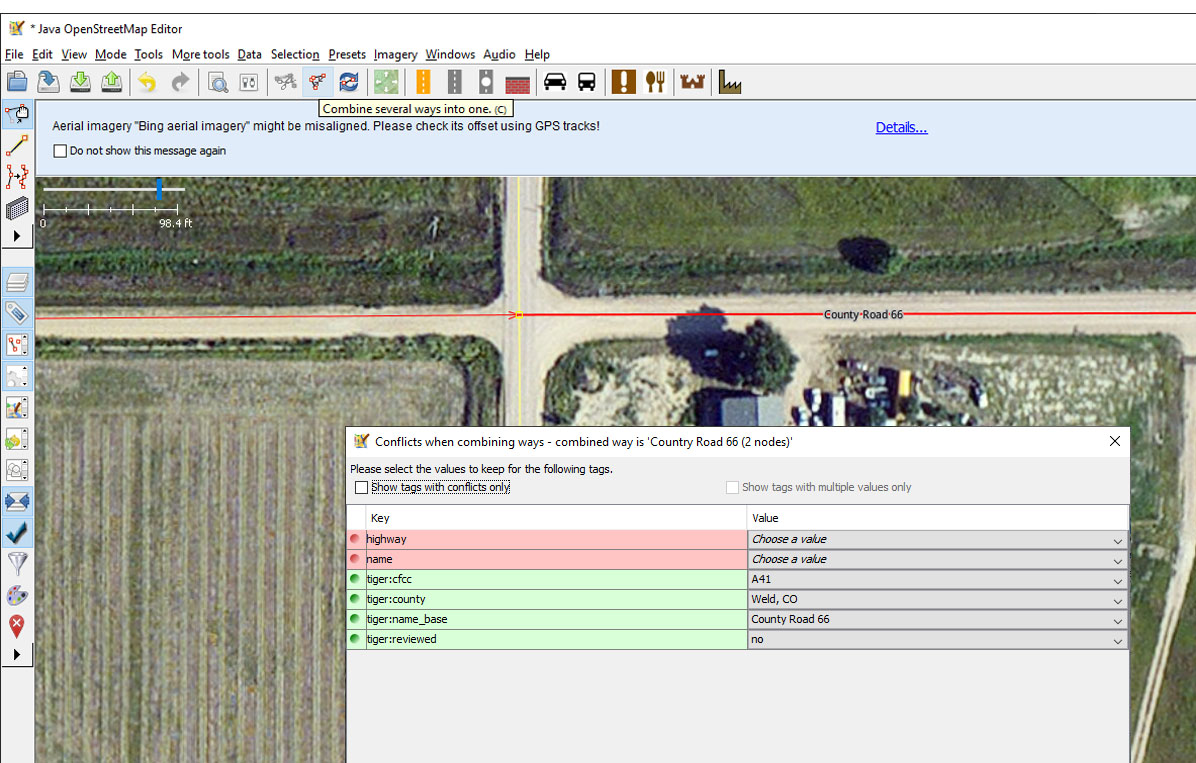 * Java OpenStreetMap Editor
File Edit View Mode Tools More tools Data Selection Presets Imagery Windows Audio Help
Combine several ways into one. (C)
Aerial imagery "Bing aerial imagery" might be misaligned. Please check its offset using GPS tracks!
Details...
Do not show this message again
0 98.4 ft
County Road 66
Conflicts when combining ways - combined way is 'Country Road 66 (2 nodes)'
Please select the values to keep for the following tags.
Show tags with conflicts only Show tags with multiple values only
Key Value
highway Choose a value
name Choose a value
tiger:cfcc A41
tiger:county Weld, CO
tiger:name_base County Road 66
tiger:reviewed no